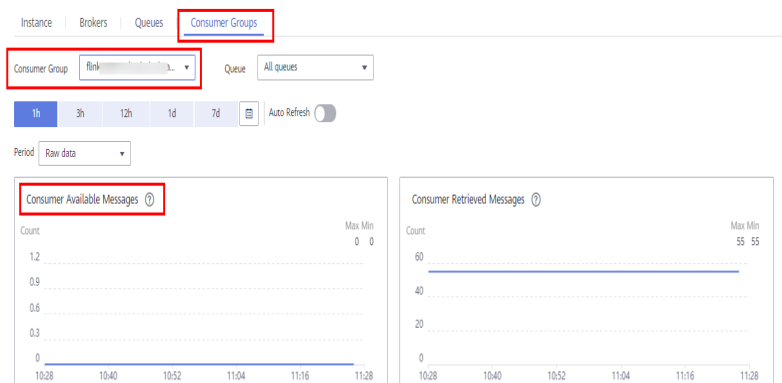 Instance Brokers Queues Consumer Groups
Consumer Group flink a... Queue All queues
1h 3h 12h 1d 7d Auto Refresh
Period Raw data
Consumer Available Messages ?
Count Max Min
0 0
1.2
0.9
0.6
0.3
0
10:28 10:40 10:52 11:04 11:16 11:28
Consumer Retrieved Messages ?
Count Max Min
55 55
60
40
20
0
10:28 10:40 10:52 11:04 11:16 11:28